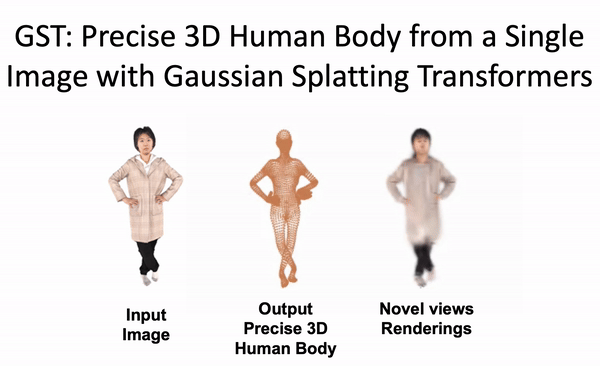 GST: Precise 3D Human Body from a Single
Image with Gaussian Splatting Transformers
Input
Image
Output
Precise 3D
Human Body
Novel views
Renderings